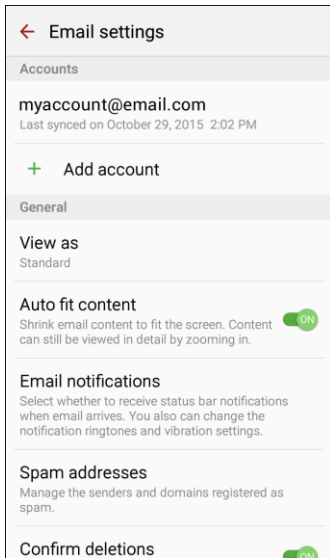 Email settings
Accounts
myaccount@email.com
Last synced on October 29, 2015 2:02 PM
+ Add account
General
View as
Standard
Auto fit content
Shrink email content to fit the screen. Content
can still be viewed in detail by zooming in.
ON
Email notifications
Select whether to receive status bar notifications
when email arrives. You also can change the
notification ringtones and vibration settings.
Spam addresses
Manage the senders and domains registered as
spam.
Confirm deletions
ON